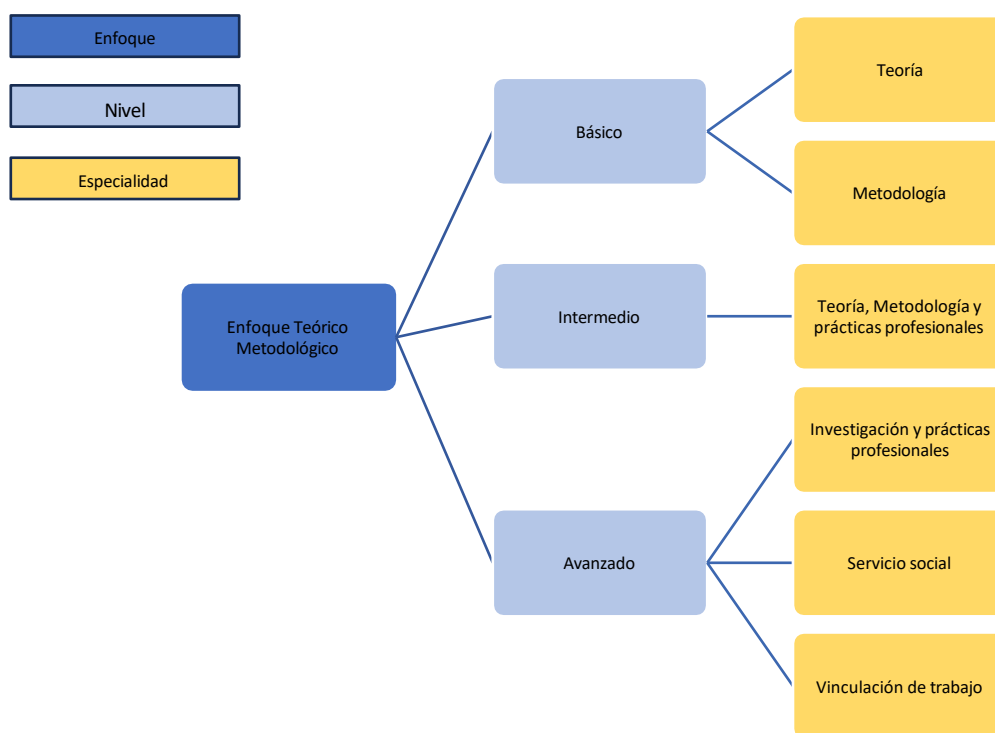 Enfoque
Nivel
Especialidad
Enfoque Teórico
Metodológico
Básico
Teoría
Metodología
Intermedio
Teoría, Metodología y
prácticas profesionales
Avanzado
Investigación y prácticas
profesionales
Servicio social
Vinculación de trabajo